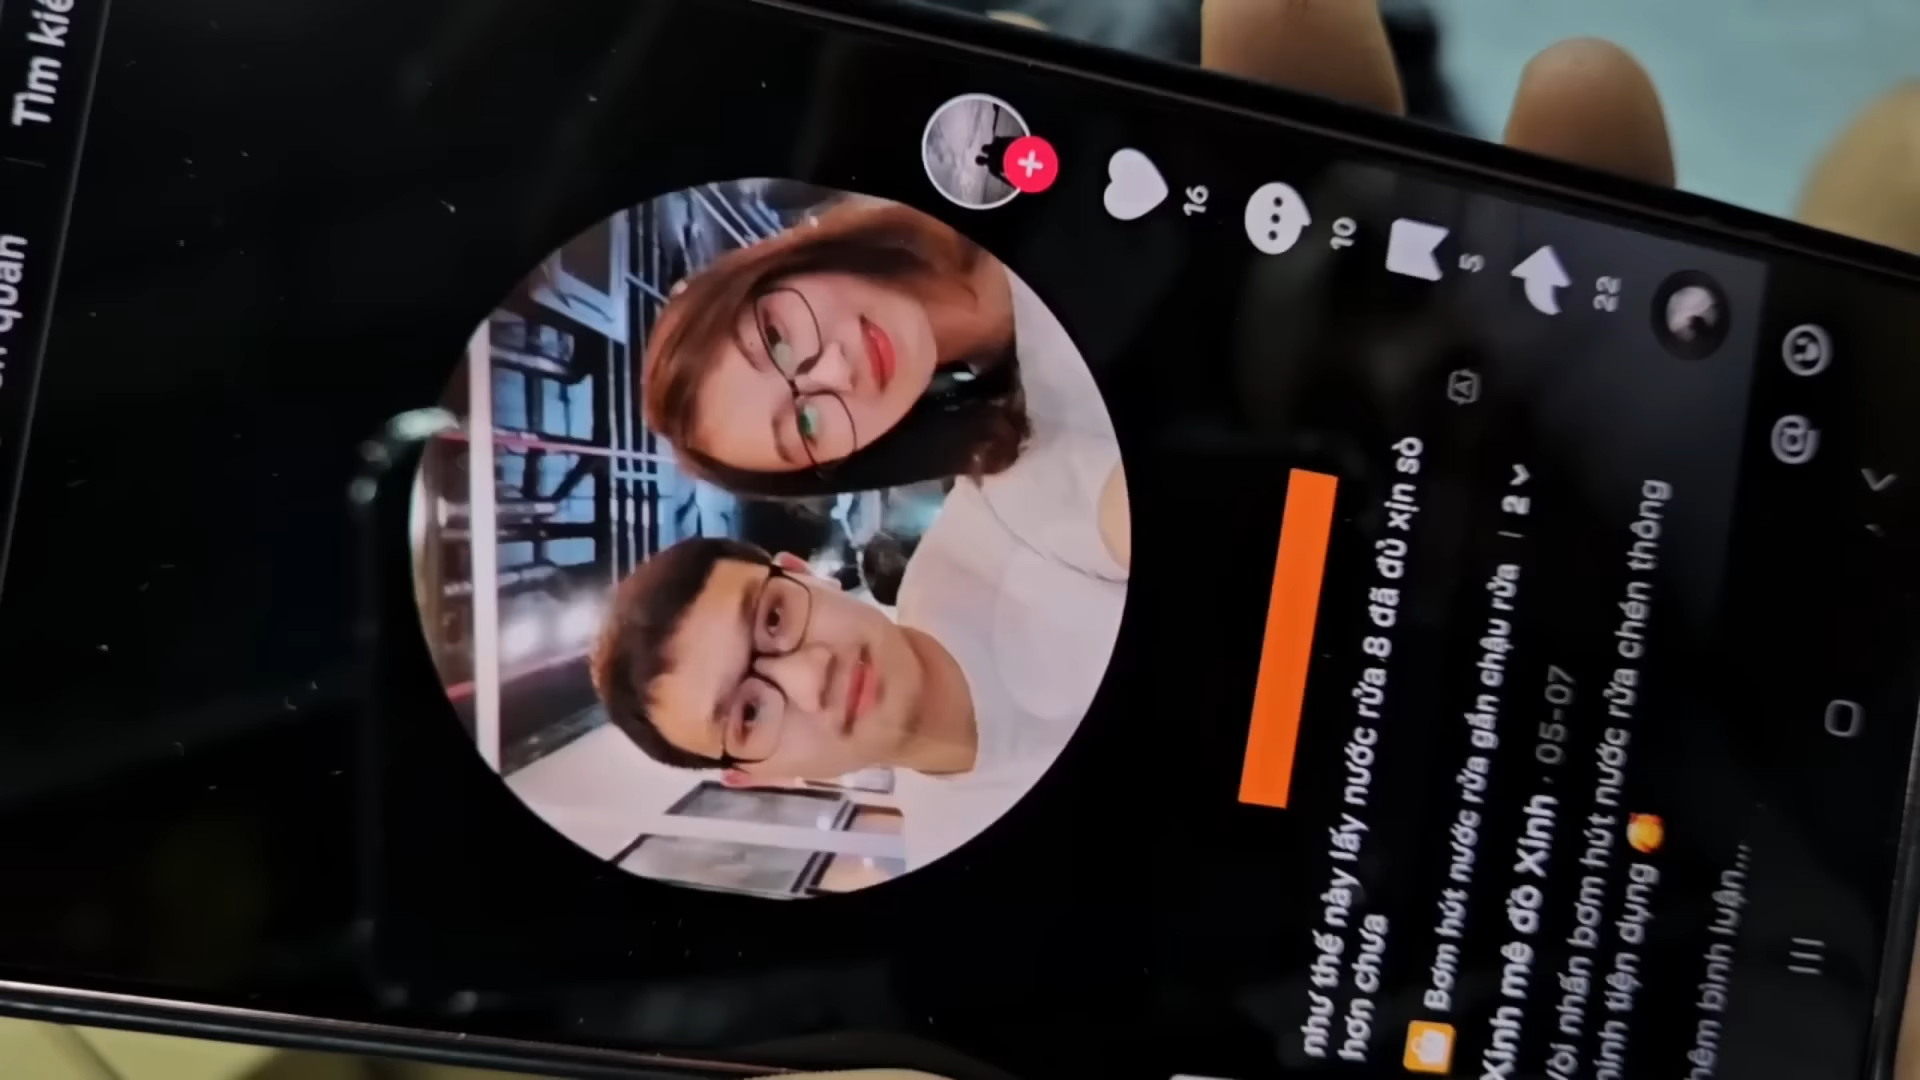 Tìm
quan
16
10
5
22
như thế này lấy nước rửa 8 đã đủ xịn sò
hơn chưa
Bơm hút nước rửa gắn chậu rửa | 2
Xinh mê đồ Xinh · 05-07
Vòi nhấn bơm hút nước rửa chén thông
minh tiện dụng
Thêm bình luận...
@